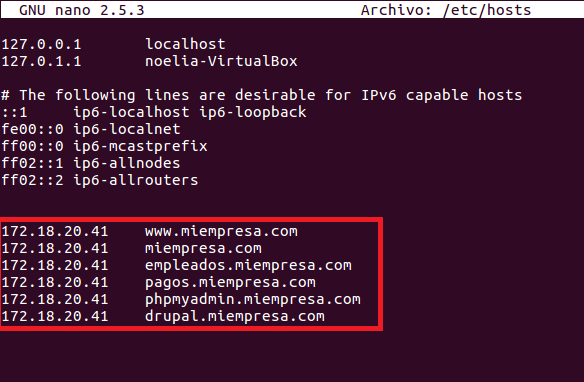 GNU nano 2.5.3 Archivo: /etc/hosts
127.0.0.1 localhost
127.0.1.1 noelia-VirtualBox
# The following lines are desirable for IPv6 capable hosts
::1 ip6-localhost ip6-loopback
fe00::0 ip6-localnet
ff00::0 ip6-mcastprefix
ff02::1 ip6-allnodes
ff02::2 ip6-allrouters
172.18.20.41 www.miempresa.com
172.18.20.41 miempresa.com
172.18.20.41 empleados.miempresa.com
172.18.20.41 pagos.miempresa.com
172.18.20.41 phpmyadmin.miempresa.com
172.18.20.41 drupal.miempresa.com